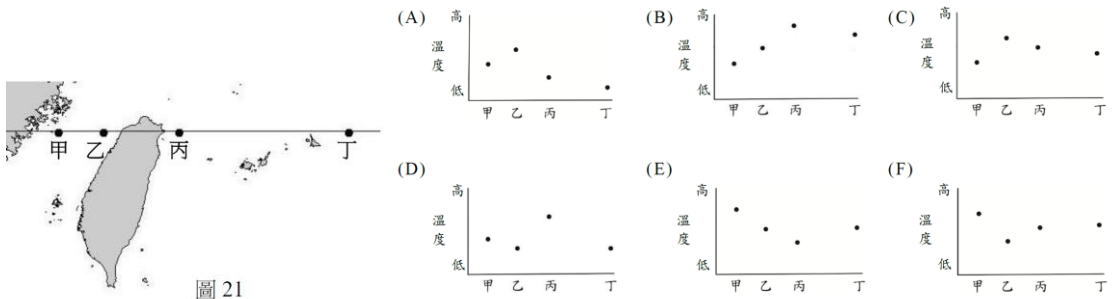 甲 乙 丙 丁
圖 21
(A)
高
溫
度
低
甲 乙 丙 丁
(B)
高
溫
度
低
甲 乙 丙 丁
(C)
高
溫
度
低
甲 乙 丙 丁
(D)
高
溫
度
低
甲 乙 丙 丁
(E)
高
溫
度
低
甲 乙 丙 丁
(F)
高
溫
度
低
甲 乙 丙 丁